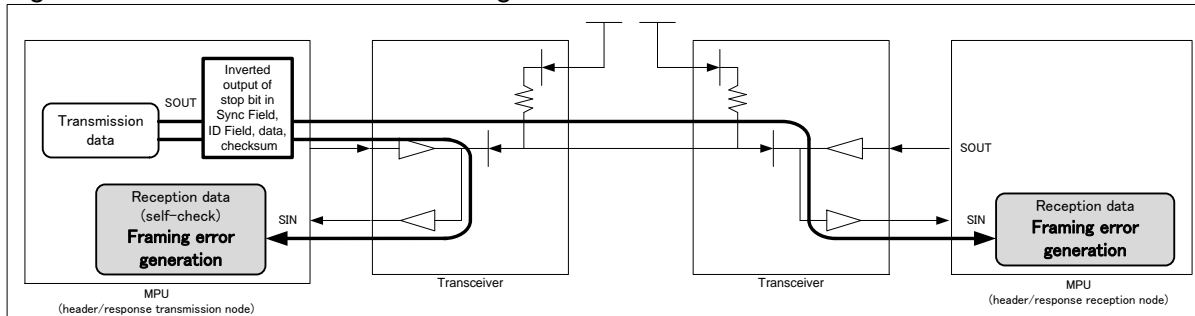 Transmission
data
SOUT
Inverted
output of
stop bit in
Sync Field,
ID Field, data,
checksum
Reception data
(self-check)
Framing error
generation
SIN
MPU
(header/response transmission node)
Transceiver
Transceiver
SOUT
SIN
Reception data
Framing error
generation
MPU
(header/response reception node)